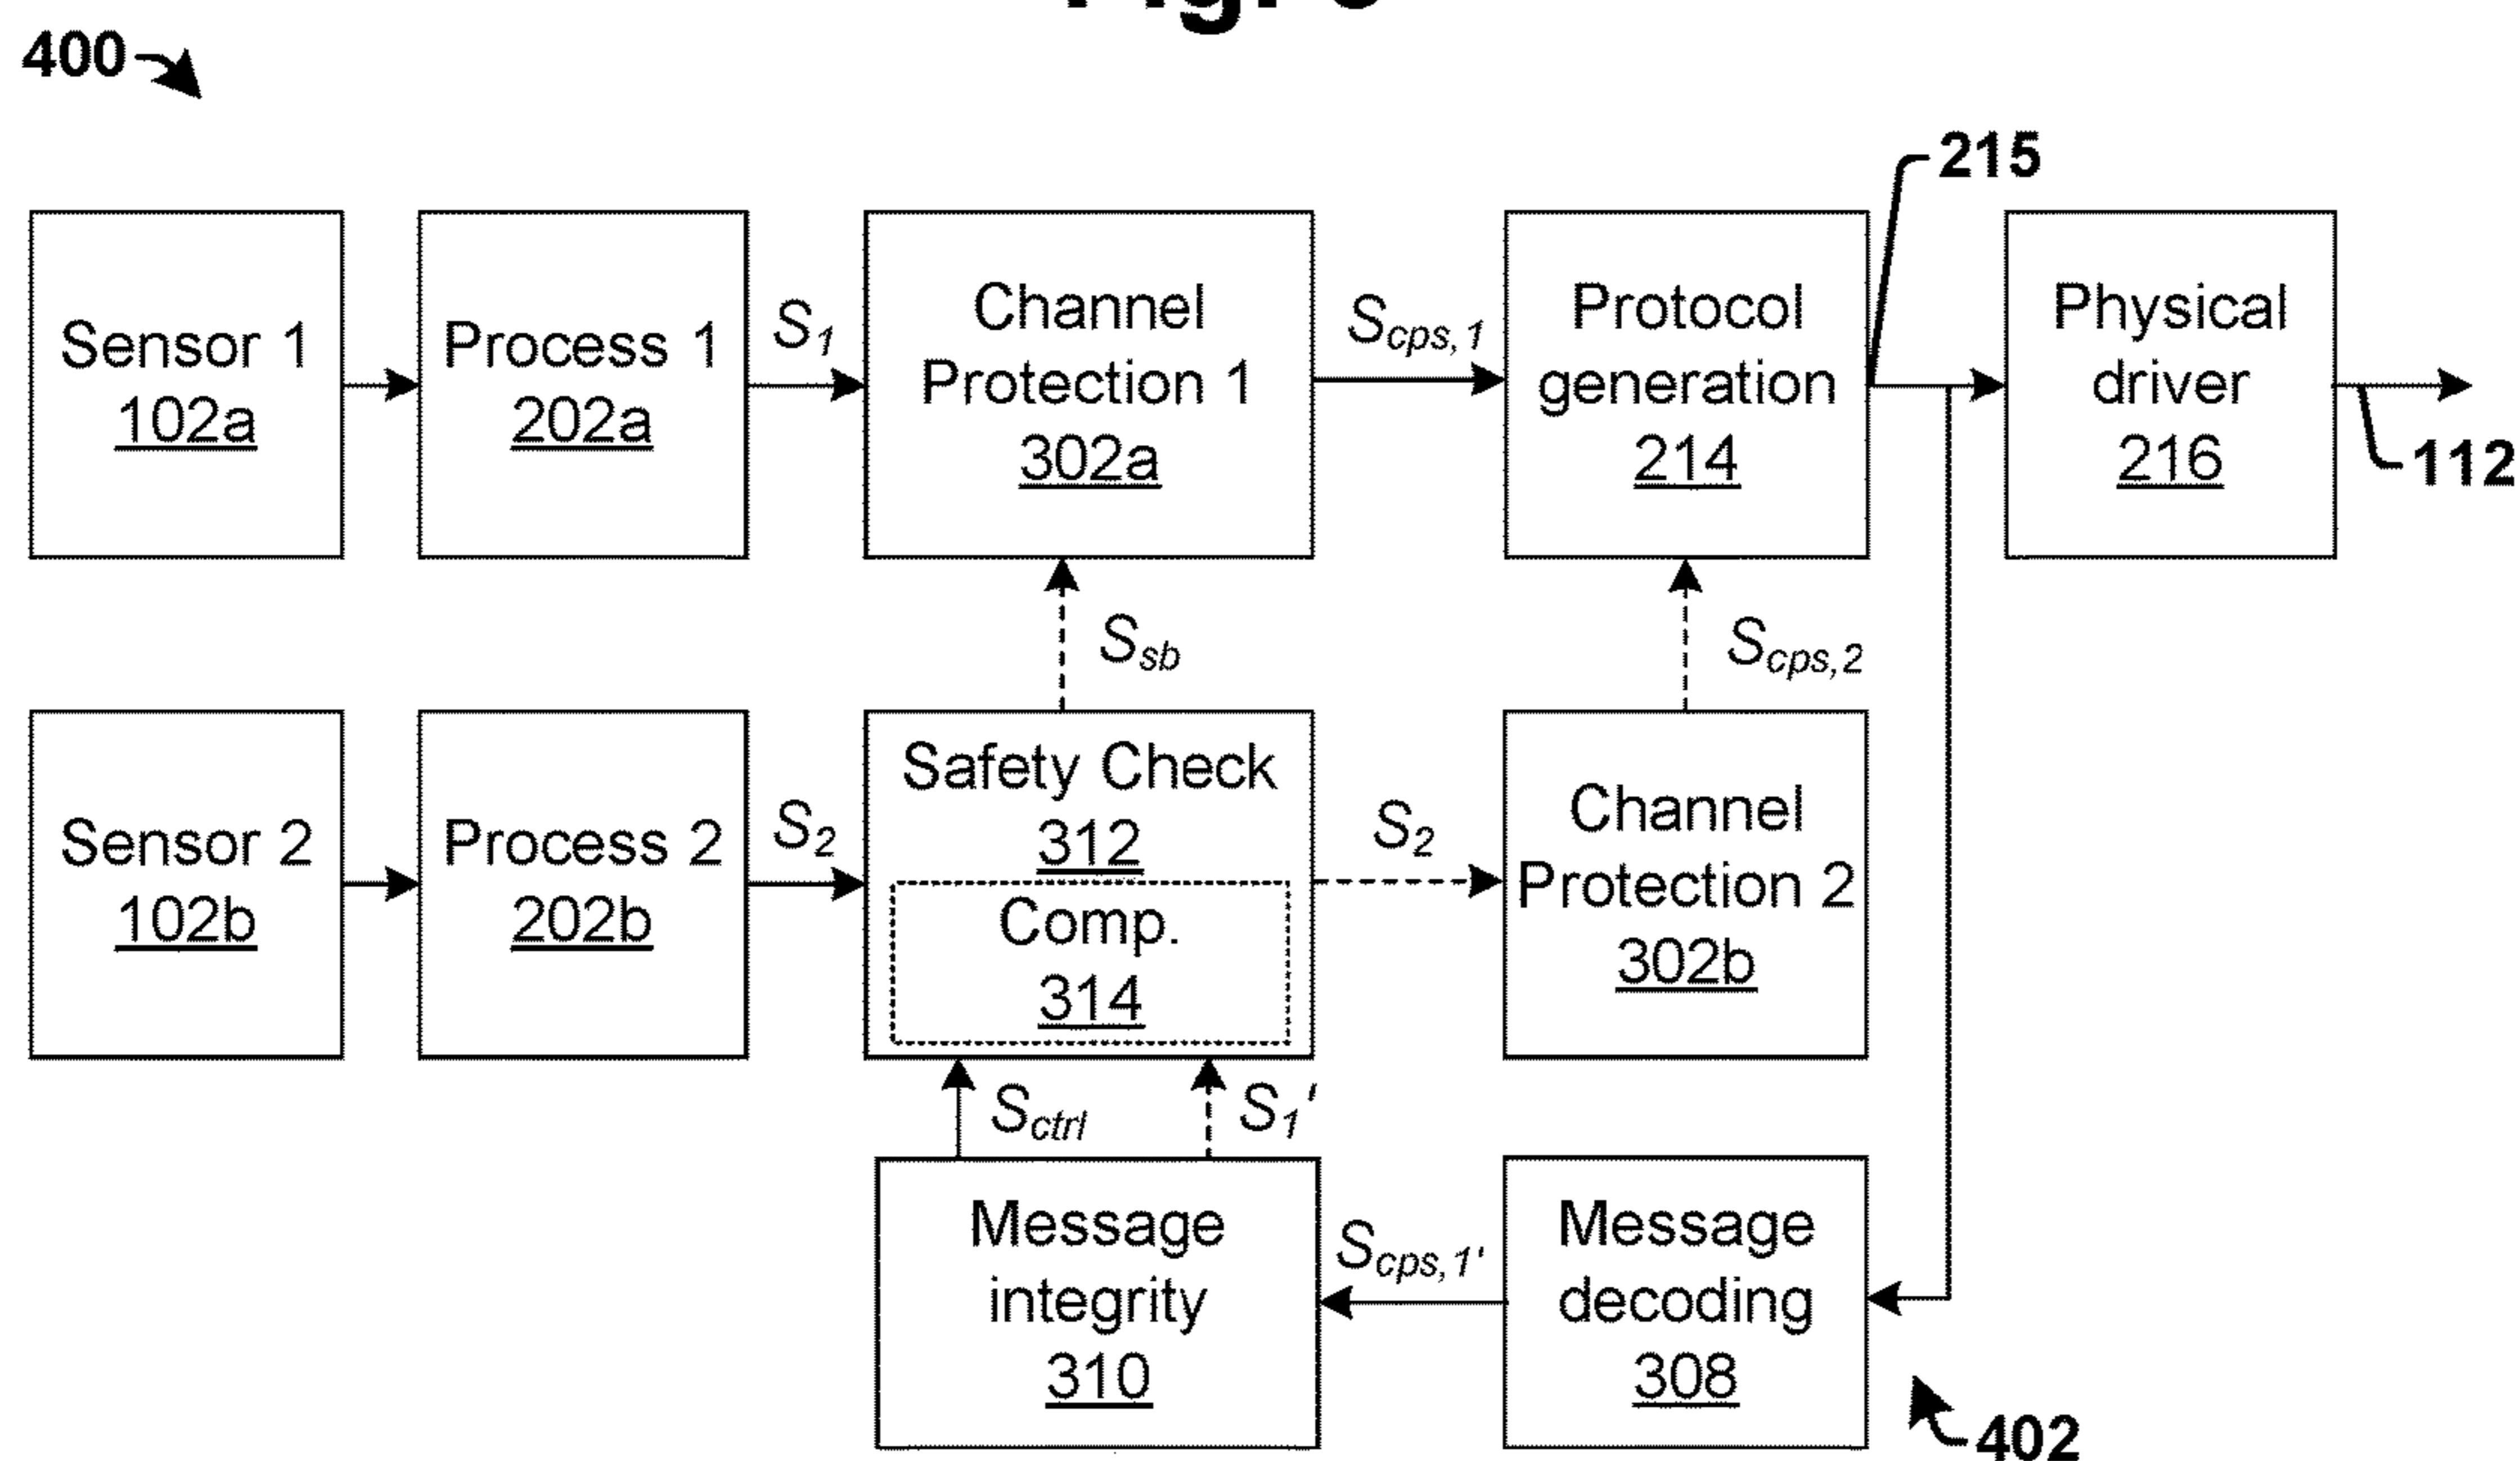 400
215
Sensor 1
102a
Process 1
202a
S1
Channel
Protection 1
302a
Scps,1
Protocol
generation
214
Physical
driver
216
112
Ssb
Scps,2
Sensor 2
102b
Process 2
202b
S2
Safety Check
312
Comp.
314
S2
Channel
Protection 2
302b
Sctrl
S1'
Message
integrity
310
Scps,1'
Message
decoding
308
402